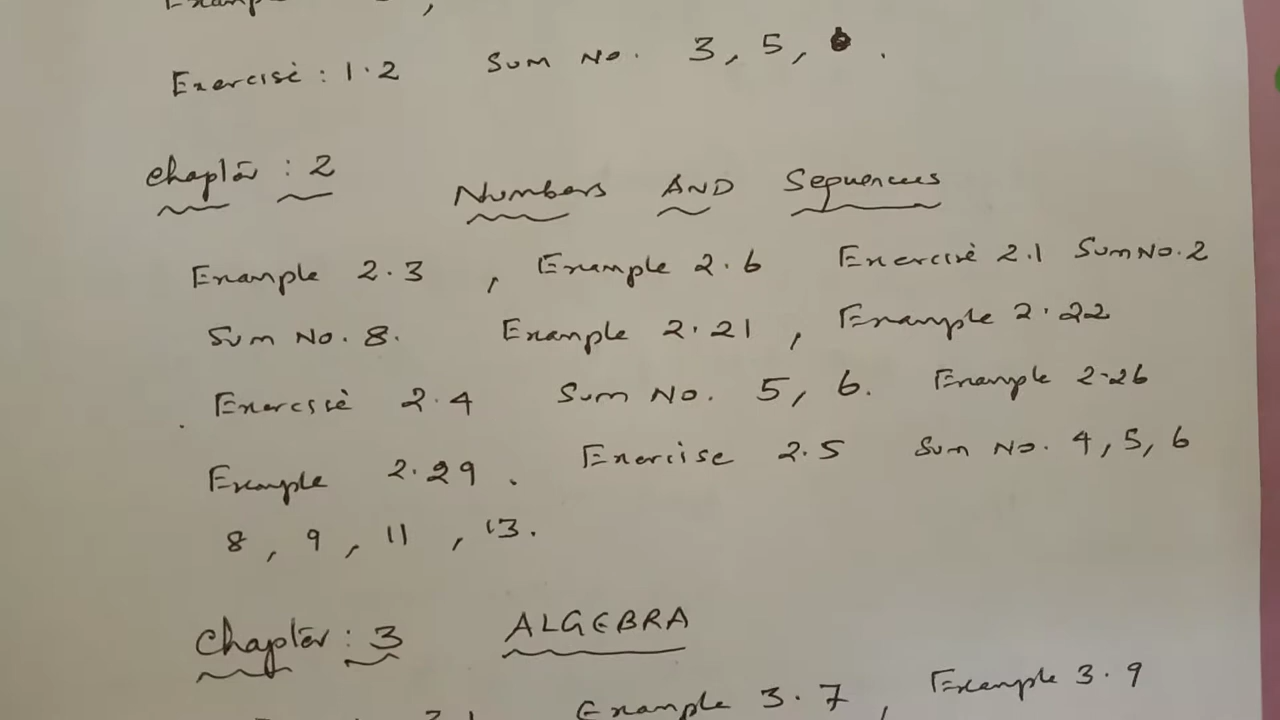 Exercise : 1.2 Sum No. 3, 5, 6.
Chapter : 2 Numbers AND Sequences
Example 2.3, Example 2.6 Exercise 2.1 Sum No. 2
Sum No. 8. Example 2.21, Example 2.22
Exercise 2.4 Sum No. 5, 6. Example 2.26
Example 2.29. Exercise 2.5 Sum No. 4, 5, 6
8, 9, 11, 13.
Chapter : 3 ALGEBRA
Example 3.7, Example 3.9